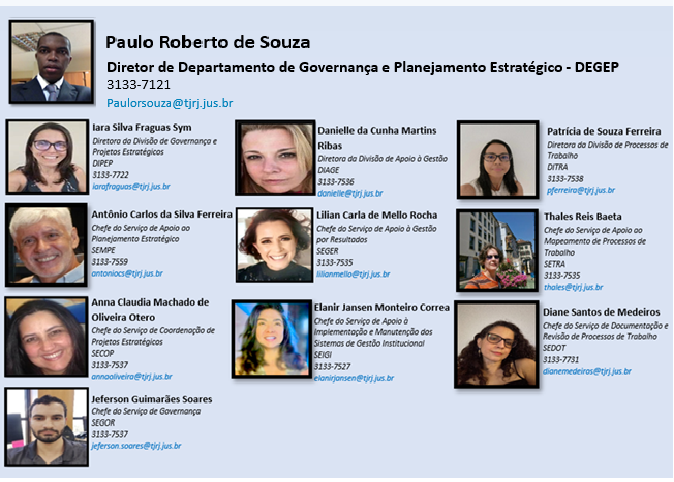 Paulo Roberto de Souza
Diretor de Departamento de Governança e Planejamento Estratégico - DEGEP
3133-7121
Paulorsouza@tjrj.jus.br
Iara Silva Fraguas Sym
Diretora da Divisão de Governança e
Projetos Estratégicos
DIPEP
3133-7722
iarafraguas@tjrj.jus.br
Danielle da Cunha Martins
Ribas
Diretora da Divisão de Apoio à Gestão
DIAGE
3133-7535
danielle@tjrj.jus.br
Patrícia de Souza Ferreira
Diretora da Divisão de Processos de
Trabalho
DITRA
3133-7538
pferreira@tjrj.jus.br
Antônio Carlos da Silva Ferreira
Chefe do Serviço de Apoio ao
Planejamento Estratégico
SEMPE
3133-7559
antoniocs@tjrj.jus.br
Lilian Carla de Mello Rocha
Chefe do Serviço de Apoio à Gestão
por Resultados
SEGER
3133-7535
lilianmello@tjrj.jus.br
Thales Reis Baeta
Chefe do Serviço de Apoio ao
Mapeamento de Processos de
Trabalho
SETRA
3133-7535
thales@tjrj.jus.br
Anna Claudia Machado de
Oliveira Otero
Chefe do Serviço de Coordenação de
Projetos Estratégicos
SECOP
3133-7537
annaoliveira@tjrj.jus.br
Elanir Jansen Monteiro Correa
Chefe do Serviço de Apoio à
Implementação e Manutenção dos
Sistemas de Gestão Institucional
SEIGI
3133-7527
elanirjansen@tjrj.jus.br
Diane Santos de Medeiros
Chefe do Serviço de Documentação e
Revisão de Processos de Trabalho
SEDOT
3133-7731
dianemedeiros@tjrj.jus.br
Jeferson Guimarães Soares
Chefe do Serviço de Governança
SEGOR
3133-7537
jeferson.soares@tjrj.jus.br